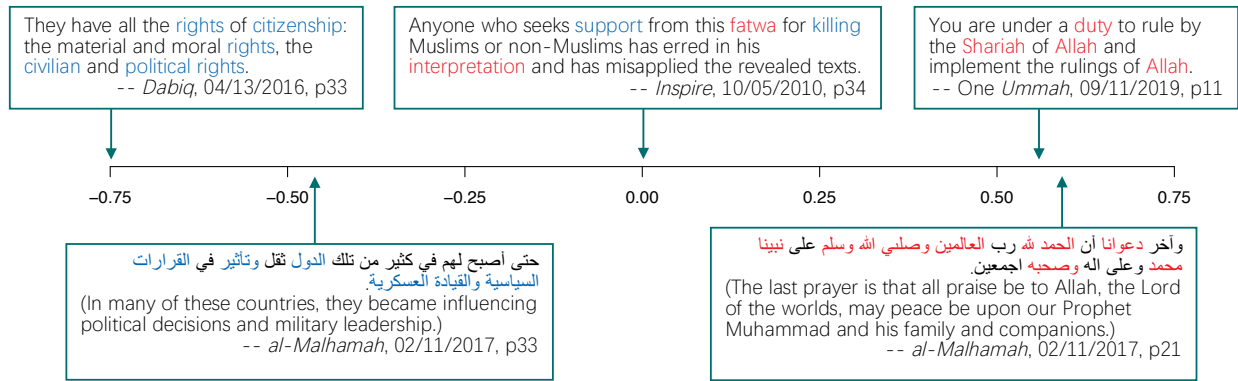 They have all the rights of citizenship:
the material and moral rights, the
civilian and political rights.
-- Dabiq, 04/13/2016, p33
Anyone who seeks support from this fatwa for killing
Muslims or non-Muslims has erred in his
interpretation and has misapplied the revealed texts.
-- Inspire, 10/05/2010, p34
You are under a duty to rule by
the Shariah of Allah and
implement the rulings of Allah.
-- One Ummah, 09/11/2019, p11
−0.75 −0.50 −0.25 0.00 0.25 0.50 0.75
حتى أصبح لهم في كثير من تلك الدول ثقل وتأثير في القرارات
السياسية والقيادة العسكرية.
(In many of these countries, they became influencing
political decisions and military leadership.)
-- al-Malhamah, 02/11/2017, p33
وآخر دعوانا أن الحمد لله رب العالمين وصلىي الله وسلم على نبينا
محمد وعلى اله وصحبه اجمعين.
(The last prayer is that all praise be to Allah, the Lord
of the worlds, may peace be upon our Prophet
Muhammad and his family and companions.)
-- al-Malhamah, 02/11/2017, p21